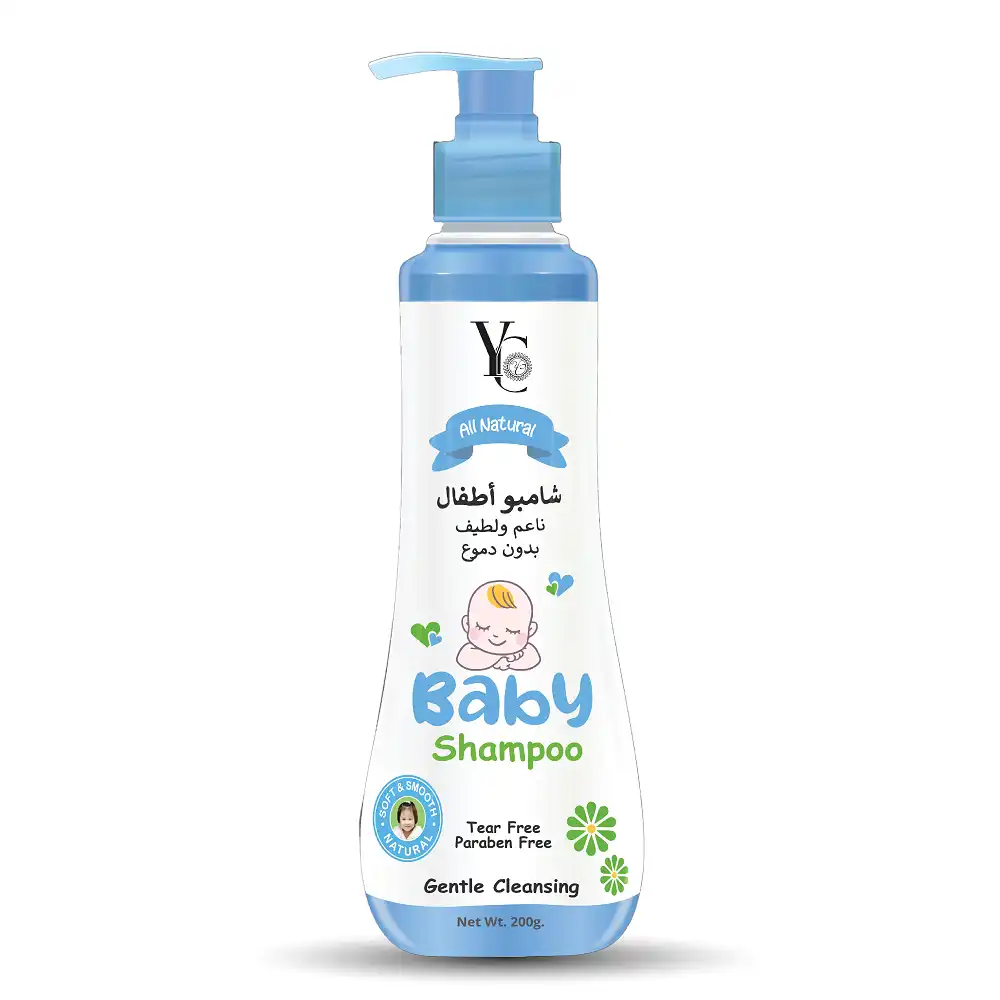 YC
All Natural
شامبو أطفال
ناعم ولطيف
بدون دموع
Baby
Shampoo
SOFT & SMOOTH
NATURAL
Tear Free
Paraben Free
Gentle Cleansing
Net Wt. 200g.